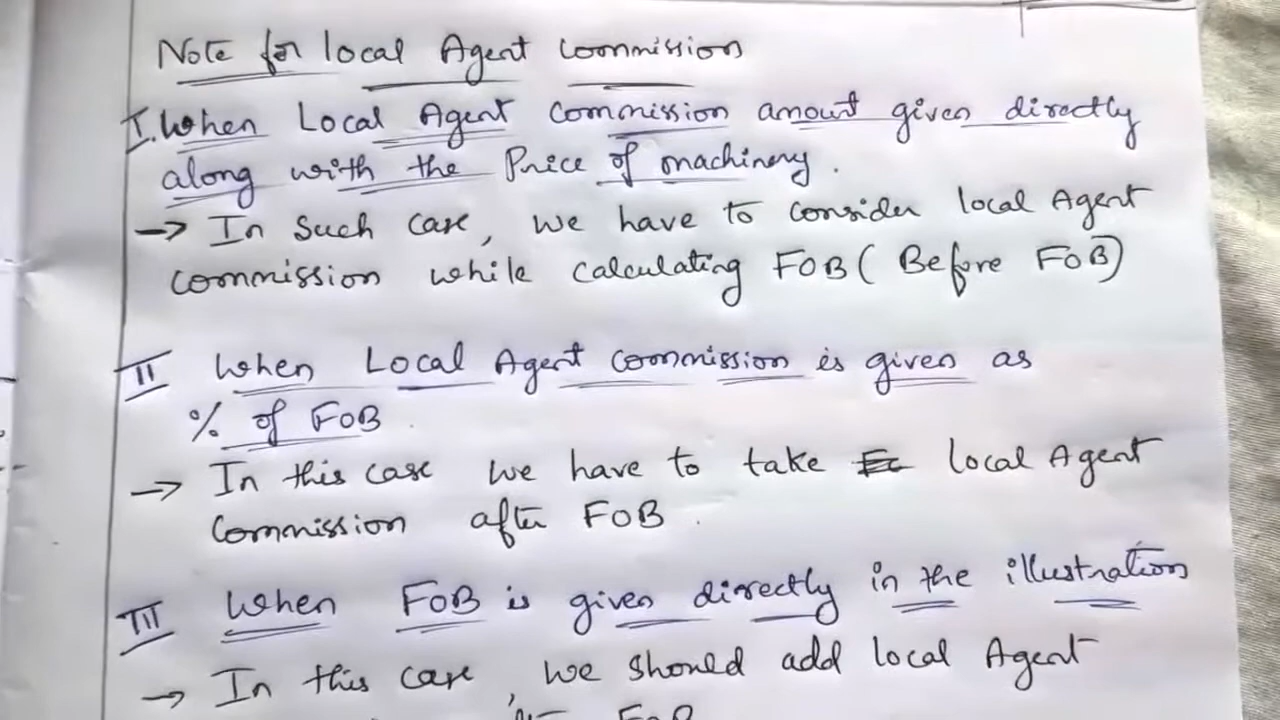 Note for local Agent Commission
I. When Local Agent Commission amount given directly
along with the Price of machinery.
→ In Such case, we have to consider local Agent
commission while calculating FOB (Before FOB)
II When Local Agent Commission is given as
% of FOB.
→ In this case we have to take local Agent
Commission after FOB.
III When FOB is given directly in the illustration
→ In this case, we should add local Agent
FOB